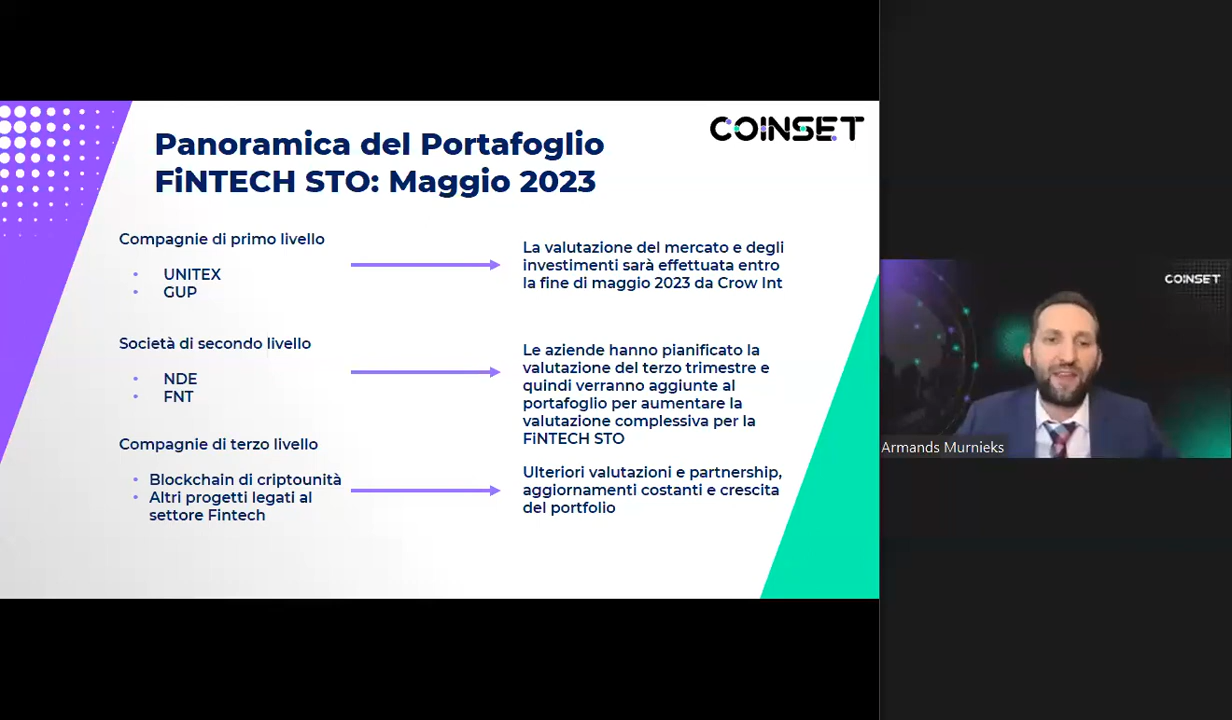 COINSET
Panoramica del Portafoglio
FiNTECH STO: Maggio 2023
Compagnie di primo livello
• UNITEX
• GUP
La valutazione del mercato e degli
investimenti sarà effettuata entro
la fine di maggio 2023 da Crow Int
Società di secondo livello
• NDE
• FNT
Le aziende hanno pianificato la
valutazione del terzo trimestre e
quindi verranno aggiunte al
portafoglio per aumentare la
valutazione complessiva per la
FiNTECH STO
Compagnie di terzo livello
• Blockchain di criptounità
• Altri progetti legati al
settore Fintech
Ulteriori valutazioni e partnership,
aggiornamenti costanti e crescita
del portfolio
COINSET
Armands Murnieks